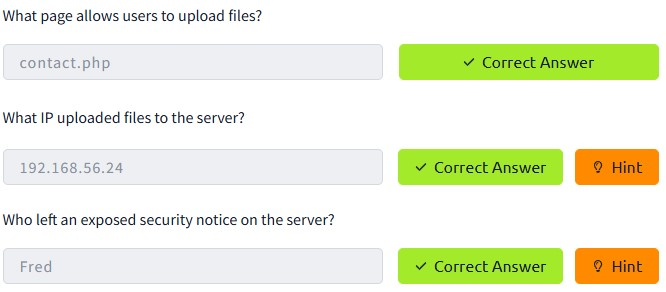 What page allows users to upload files?
contact.php Correct Answer
What IP uploaded files to the server?
192.168.56.24 Correct Answer Hint
Who left an exposed security notice on the server?
Fred Correct Answer Hint